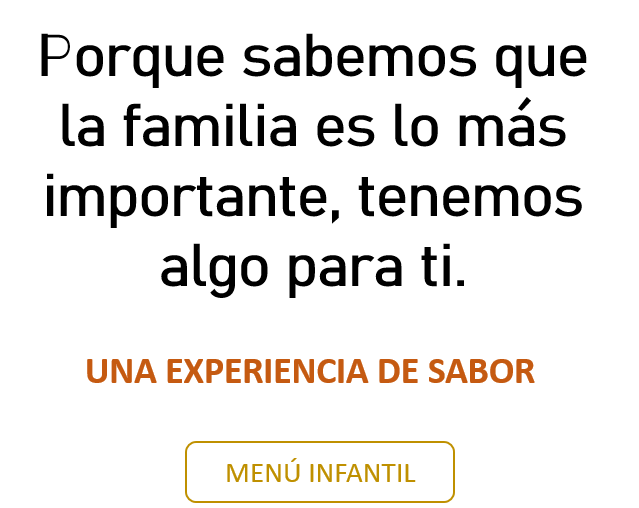 Porque sabemos que
la familia es lo más
importante, tenemos
algo para ti.
UNA EXPERIENCIA DE SABOR
MENÚ INFANTIL